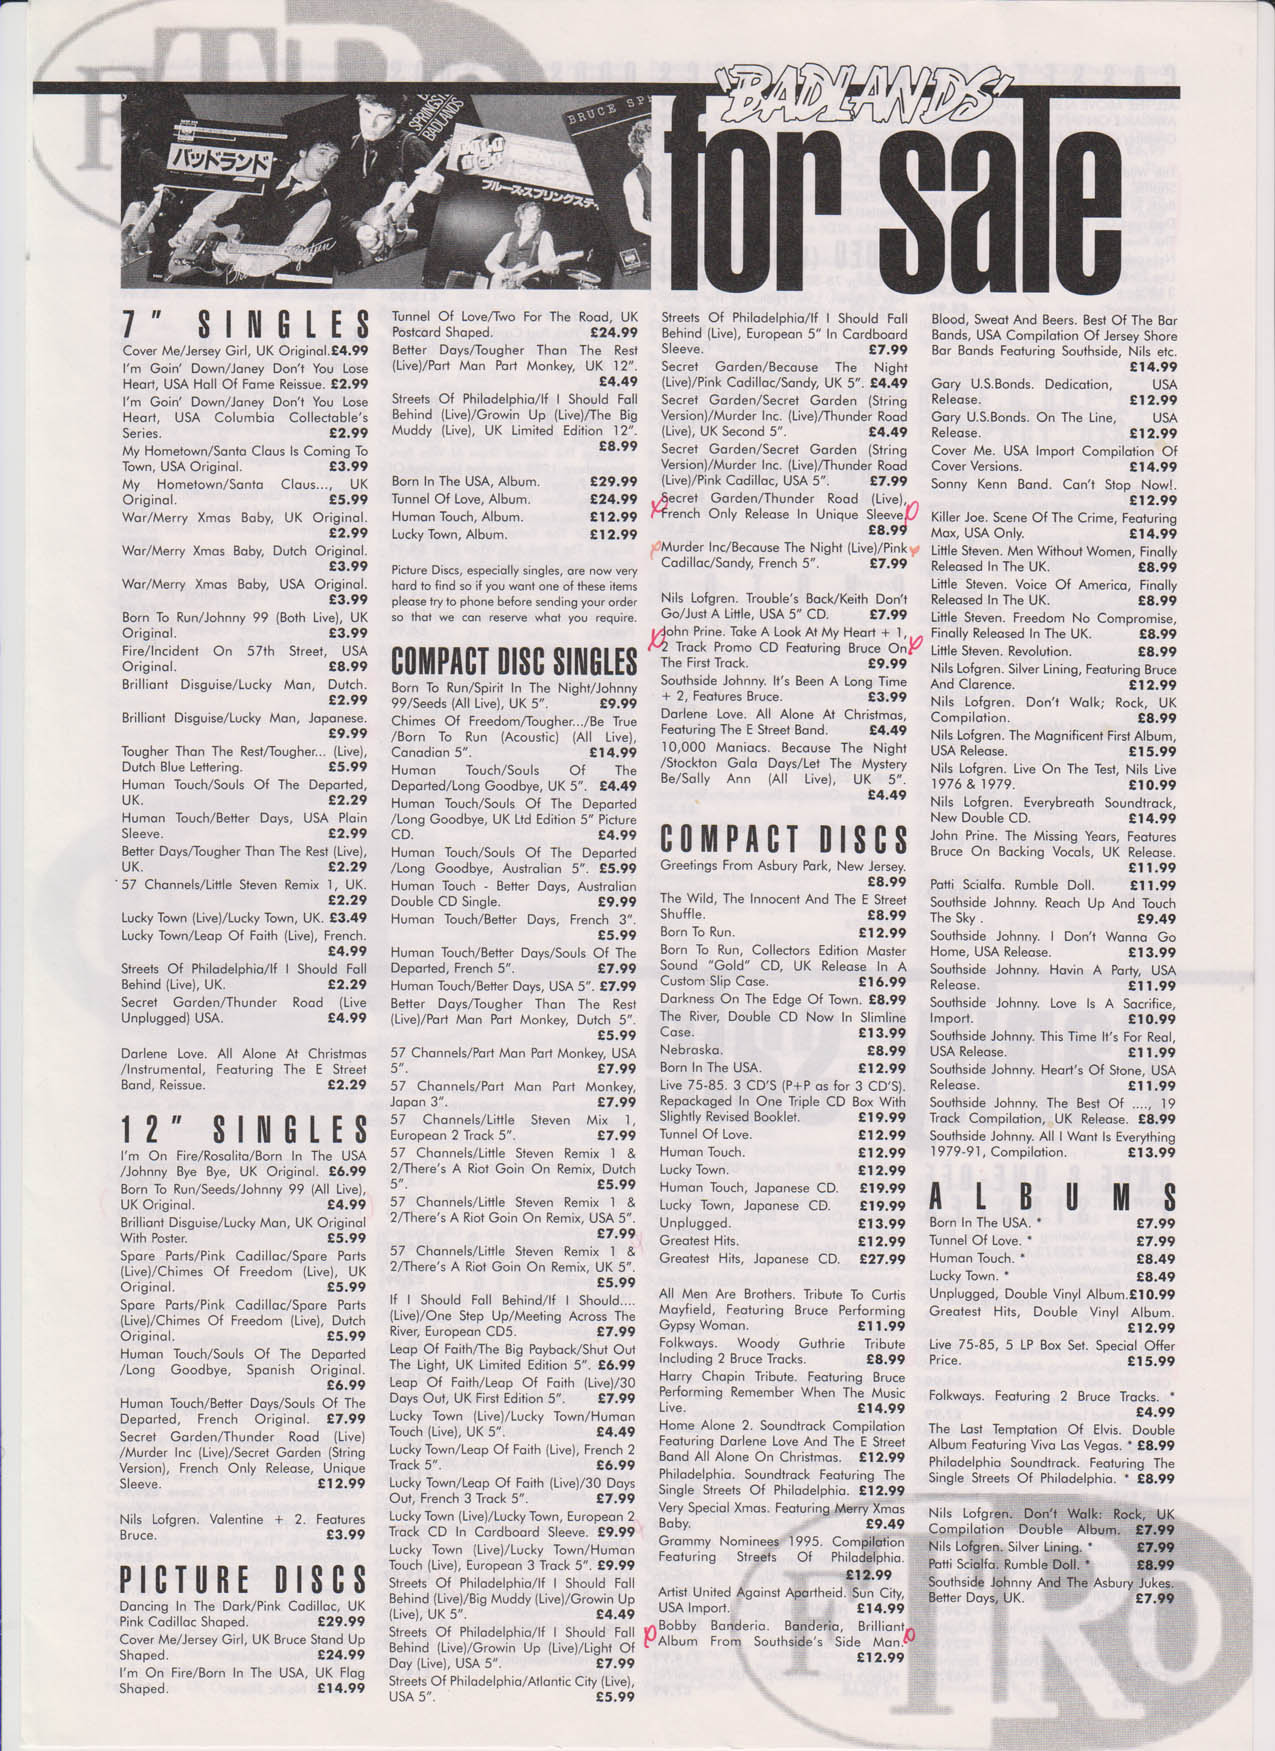 "BADLANDS"
for sale
バッドランド
SPRINGSTEEN
BADLANDS
BRUCE SPR
ブルース・スプリングスティ
7" SINGLES
Cover Me/Jersey Girl, UK Original.£4.99
I'm Goin' Down/Janey Don't You Lose
Heart, USA Hall Of Fame Reissue. £2.99
I'm Goin' Down/Janey Don't You Lose
Heart, USA Columbia Collectable's
Series. £2.99
My Hometown/Santa Claus Is Coming To
Town, USA Original. £3.99
My Hometown/Santa Claus..., UK
Original. £5.99
War/Merry Xmas Baby, UK Original.
£2.99
War/Merry Xmas Baby, Dutch Original.
£3.99
War/Merry Xmas Baby, USA Original.
£3.99
Born To Run/Johnny 99 (Both Live), UK
Original. £3.99
Fire/Incident On 57th Street, USA
Original. £8.99
Brilliant Disguise/Lucky Man, Dutch.
£2.99
Brilliant Disguise/Lucky Man, Japanese.
£9.99
Tougher Than The Rest/Tougher... (Live),
Dutch Blue Lettering. £5.99
Human Touch/Souls Of The Departed,
UK. £2.29
Human Touch/Better Days, USA Plain
Sleeve. £2.99
Better Days/Tougher Than The Rest (Live),
UK. £2.29
57 Channels/Little Steven Remix 1, UK.
£2.29
Lucky Town (Live)/Lucky Town, UK. £3.49
Lucky Town/Leap Of Faith (Live), French.
£4.99
Streets Of Philadelphia/If I Should Fall
Behind (Live), UK. £2.29
Secret Garden/Thunder Road (Live
Unplugged) USA. £4.99
Darlene Love. All Alone At Christmas
/Instrumental, Featuring The E Street
Band, Reissue. £2.29
12" SINGLES
I'm On Fire/Rosalita/Born In The USA
/Johnny Bye Bye, UK Original. £6.99
Born To Run/Seeds/Johnny 99 (All Live),
UK Original. £4.99
Brilliant Disguise/Lucky Man, UK Original
With Poster. £5.99
Spare Parts/Pink Cadillac/Spare Parts
(Live)/Chimes Of Freedom (Live), UK
Original. £5.99
Spare Parts/Pink Cadillac/Spare Parts
(Live)/Chimes Of Freedom (Live), Dutch
Original. £5.99
Human Touch/Souls Of The Departed
/Long Goodbye, Spanish Original.
£6.99
Human Touch/Better Days/Souls Of The
Departed, French Original. £7.99
Secret Garden/Thunder Road (Live)
/Murder Inc (Live)/Secret Garden (String
Version), French Only Release, Unique
Sleeve. £12.99
Nils Lofgren. Valentine + 2. Features
Bruce. £3.99
PICTURE DISCS
Dancing In The Dark/Pink Cadillac, UK
Pink Cadillac Shaped. £29.99
Cover Me/Jersey Girl, UK Bruce Stand Up
Shaped. £24.99
I'm On Fire/Born In The USA, UK Flag
Shaped. £14.99
Tunnel Of Love/Two For The Road, UK
Postcard Shaped. £24.99
Better Days/Tougher Than The Rest
(Live)/Part Man Part Monkey, UK 12".
£4.49
Streets Of Philadelphia/If I Should Fall
Behind (Live)/Growin Up (Live)/The Big
Muddy (Live), UK Limited Edition 12".
£8.99
Born In The USA, Album. £29.99
Tunnel Of Love, Album. £24.99
Human Touch, Album. £12.99
Lucky Town, Album. £12.99
Picture Discs, especially singles, are now very
hard to find so if you want one of these items
please try to phone before sending your order
so that we can reserve what you require.
COMPACT DISC SINGLES
Born To Run/Spirit In The Night/Johnny
99/Seeds (All Live), UK 5". £9.99
Chimes Of Freedom/Tougher.../Be True
/Born To Run (Acoustic) (All Live),
Canadian 5". £14.99
Human Touch/Souls Of The
Departed/Long Goodbye, UK 5". £4.49
Human Touch/Souls Of The Departed
/Long Goodbye, UK Ltd Edition 5" Picture
CD. £4.99
Human Touch/Souls Of The Departed
/Long Goodbye, Australian 5". £5.99
Human Touch - Better Days, Australian
Double CD Single. £9.99
Human Touch/Better Days, French 3".
£5.99
Human Touch/Better Days/Souls Of The
Departed, French 5". £7.99
Human Touch/Better Days, USA 5". £7.99
Better Days/Tougher Than The Rest
(Live)/Part Man Part Monkey, Dutch 5".
£5.99
57 Channels/Part Man Part Monkey, USA
5". £7.99
57 Channels/Part Man Part Monkey,
Japan 3". £7.99
57 Channels/Little Steven Mix 1,
European 2 Track 5". £7.99
57 Channels/Little Steven Remix 1 &
2/There's A Riot Goin On Remix, Dutch
5". £5.99
57 Channels/Little Steven Remix 1 &
2/There's A Riot Goin On Remix, USA 5".
£7.99
57 Channels/Little Steven Remix 1 &
2/There's A Riot Goin On Remix, UK 5".
£5.99
If I Should Fall Behind/If I Should....
(Live)/One Step Up/Meeting Across The
River, European CD5. £7.99
Leap Of Faith/The Big Payback/Shut Out
The Light, UK Limited Edition 5". £6.99
Leap Of Faith/Leap Of Faith (Live)/30
Days Out, UK First Edition 5". £7.99
Lucky Town (Live)/Lucky Town/Human
Touch (Live), UK 5". £4.49
Lucky Town/Leap Of Faith (Live), French 2
Track 5". £6.99
Lucky Town/Leap Of Faith (Live)/30 Days
Out, French 3 Track 5". £7.99
Lucky Town (Live)/Lucky Town, European 2
Track CD In Cardboard Sleeve. £9.99
Lucky Town (Live)/Lucky Town/Human
Touch (Live), European 3 Track 5". £9.99
Streets Of Philadelphia/If I Should Fall
Behind (Live)/Big Muddy (Live)/Growin Up
(Live), UK 5". £4.49
Streets Of Philadelphia/If I Should Fall
Behind (Live)/Growin Up (Live)/Light Of
Day (Live), USA 5". £7.99
Streets Of Philadelphia/Atlantic City (Live),
USA 5". £5.99
Streets Of Philadelphia/If I Should Fall
Behind (Live), European 5" In Cardboard
Sleeve. £7.99
Secret Garden/Because The Night
(Live)/Pink Cadillac/Sandy, UK 5". £4.49
Secret Garden/Secret Garden (String
Version)/Murder Inc. (Live)/Thunder Road
(Live), UK Second 5". £4.49
Secret Garden/Secret Garden (String
Version)/Murder Inc. (Live)/Thunder Road
(Live)/Pink Cadillac, USA 5". £7.99
Secret Garden/Thunder Road (Live),
French Only Release In Unique Sleeve.
£8.99
Murder Inc/Because The Night (Live)/Pink
Cadillac/Sandy, French 5". £7.99
Nils Lofgren. Trouble's Back/Keith Don't
Go/Just A Little, USA 5" CD. £7.99
John Prine. Take A Look At My Heart + 1,
2 Track Promo CD Featuring Bruce On
The First Track. £9.99
Southside Johnny. It's Been A Long Time
+ 2, Features Bruce. £3.99
Darlene Love. All Alone At Christmas,
Featuring The E Street Band. £4.49
10,000 Maniacs. Because The Night
/Stockton Gala Days/Let The Mystery
Be/Sally Ann (All Live), UK 5".
£4.49
COMPACT DISCS
Greetings From Asbury Park, New Jersey.
£8.99
The Wild, The Innocent And The E Street
Shuffle. £8.99
Born To Run. £12.99
Born To Run, Collectors Edition Master
Sound "Gold" CD, UK Release In A
Custom Slip Case. £16.99
Darkness On The Edge Of Town. £8.99
The River, Double CD Now In Slimline
Case. £13.99
Nebraska. £8.99
Born In The USA. £12.99
Live 75-85. 3 CD'S (P+P as for 3 CD'S).
Repackaged In One Triple CD Box With
Slightly Revised Booklet. £19.99
Tunnel Of Love. £12.99
Human Touch. £12.99
Lucky Town. £12.99
Human Touch, Japanese CD. £19.99
Lucky Town, Japanese CD. £19.99
Unplugged. £13.99
Greatest Hits. £12.99
Greatest Hits, Japanese CD. £27.99
All Men Are Brothers. Tribute To Curtis
Mayfield, Featuring Bruce Performing
Gypsy Woman. £11.99
Folkways. Woody Guthrie Tribute
Including 2 Bruce Tracks. £8.99
Harry Chapin Tribute. Featuring Bruce
Performing Remember When The Music
Live. £14.99
Home Alone 2. Soundtrack Compilation
Featuring Darlene Love And The E Street
Band All Alone On Christmas. £12.99
Philadelphia. Soundtrack Featuring The
Single Streets Of Philadelphia. £12.99
Very Special Xmas. Featuring Merry Xmas
Baby. £9.49
Grammy Nominees 1995. Compilation
Featuring Streets Of Philadelphia.
£12.99
Artist United Against Apartheid. Sun City,
USA Import. £14.99
Bobby Banderia. Banderia, Brilliant
Album From Southside's Side Man.
£12.99
Blood, Sweat And Beers. Best Of The Bar
Bands, USA Compilation Of Jersey Shore
Bar Bands Featuring Southside, Nils etc.
£14.99
Gary U.S.Bonds. Dedication, USA
Release. £12.99
Gary U.S.Bonds. On The Line, USA
Release. £12.99
Cover Me. USA Import Compilation Of
Cover Versions. £14.99
Sonny Kenn Band. Can't Stop Now!.
£12.99
Killer Joe. Scene Of The Crime, Featuring
Max, USA Only. £14.99
Little Steven. Men Without Women, Finally
Released In The UK. £8.99
Little Steven. Voice Of America, Finally
Released In The UK. £8.99
Little Steven. Freedom No Compromise,
Finally Released In The UK. £8.99
Little Steven. Revolution. £8.99
Nils Lofgren. Silver Lining, Featuring Bruce
And Clarence. £12.99
Nils Lofgren. Don't Walk; Rock, UK
Compilation. £8.99
Nils Lofgren. The Magnificent First Album,
USA Release. £15.99
Nils Lofgren. Live On The Test, Nils Live
1976 & 1979. £10.99
Nils Lofgren. Everybreath Soundtrack,
New Double CD. £14.99
John Prine. The Missing Years, Features
Bruce On Backing Vocals, UK Release.
£11.99
Patti Scialfa. Rumble Doll. £11.99
Southside Johnny. Reach Up And Touch
The Sky . £9.49
Southside Johnny. I Don't Wanna Go
Home, USA Release. £13.99
Southside Johnny. Havin A Party, USA
Release. £11.99
Southside Johnny. Love Is A Sacrifice,
Import. £10.99
Southside Johnny. This Time It's For Real,
USA Release. £11.99
Southside Johnny. Heart's Of Stone, USA
Release. £11.99
Southside Johnny. The Best Of ...., 19
Track Compilation, UK Release. £8.99
Southside Johnny. All I Want Is Everything
1979-91, Compilation. £13.99
ALBUMS
Born In The USA. * £7.99
Tunnel Of Love. * £7.99
Human Touch. * £8.49
Lucky Town. * £8.49
Unplugged, Double Vinyl Album.£10.99
Greatest Hits, Double Vinyl Album.
£12.99
Live 75-85, 5 LP Box Set. Special Offer
Price. £15.99
Folkways. Featuring 2 Bruce Tracks. *
£4.99
The Last Temptation Of Elvis. Double
Album Featuring Viva Las Vegas. * £8.99
Philadelphia Soundtrack. Featuring The
Single Streets Of Philadelphia. * £8.99
Nils Lofgren. Don't Walk: Rock, UK
Compilation Double Album. £7.99
Nils Lofgren. Silver Lining. * £7.99
Patti Scialfa. Rumble Doll. * £8.99
Southside Johnny And The Asbury Jukes.
Better Days, UK. £7.99